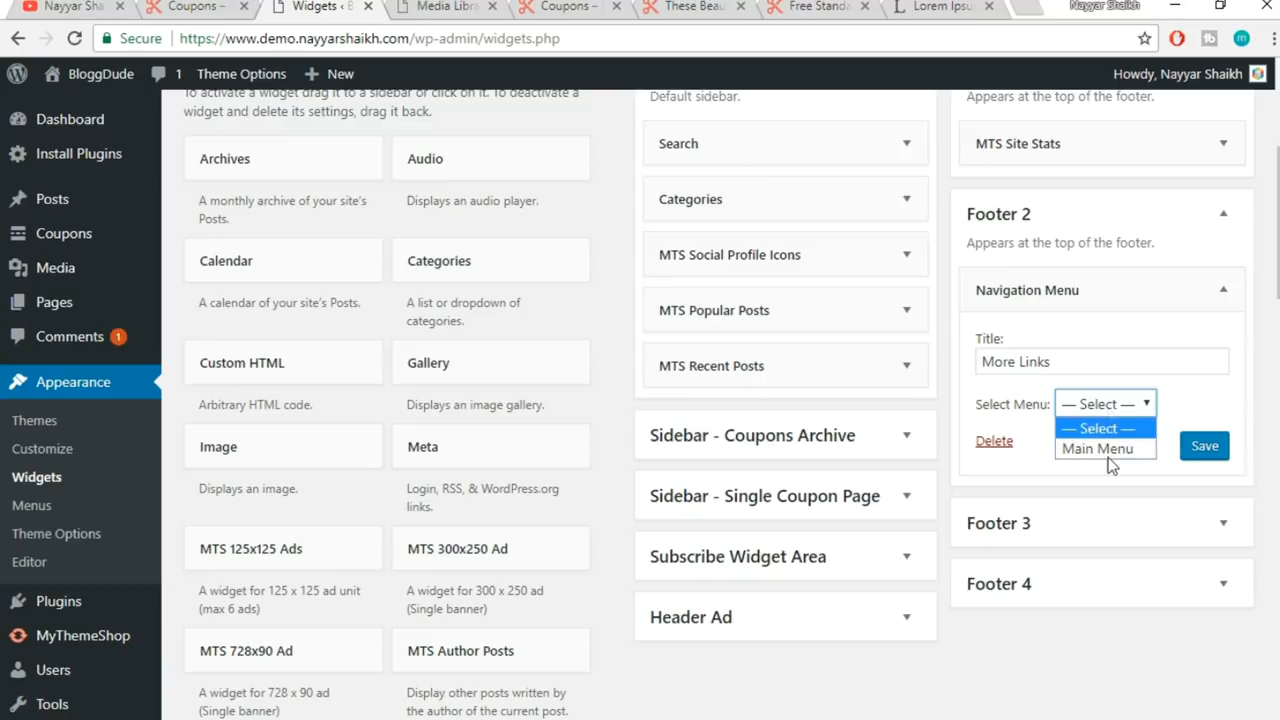 Nayyar Sha
Coupons –
Widgets ‹ B
Media Libra
Coupons –
These Beau
Free Standa
Lorem Ipsu
Nayyar Shaikh
Secure
https://www.demo.nayyarshaikh.com/wp-admin/widgets.php
BloggDude
1
Theme Options
New
Howdy, Nayyar Shaikh
Dashboard
Install Plugins
Posts
Coupons
Media
Pages
Comments 1
Appearance
Themes
Customize
Widgets
Menus
Theme Options
Editor
Plugins
MyThemeShop
Users
Tools
To activate a widget drag it to a sidebar or click on it. To deactivate a
widget and delete its settings, drag it back.
Archives
A monthly archive of your site's
Posts.
Audio
Displays an audio player.
Calendar
A calendar of your site's Posts.
Categories
A list or dropdown of
categories.
Custom HTML
Arbitrary HTML code.
Gallery
Displays an image gallery.
Image
Displays an image.
Meta
Login, RSS, & WordPress.org
links.
MTS 125x125 Ads
A widget for 125 x 125 ad unit
(max 6 ads)
MTS 300x250 Ad
A widget for 300 x 250 ad
(Single banner)
MTS 728x90 Ad
A widget for 728 x 90 ad
(Single banner)
MTS Author Posts
Display other posts written by
the author of the current post.
Default sidebar.
Search
Categories
MTS Social Profile Icons
MTS Popular Posts
MTS Recent Posts
Sidebar - Coupons Archive
Sidebar - Single Coupon Page
Subscribe Widget Area
Header Ad
Appears at the top of the footer.
MTS Site Stats
Footer 2
Appears at the top of the footer.
Navigation Menu
Title:
More Links
Select Menu: — Select —
— Select —
Main Menu
Delete
Save
Footer 3
Footer 4